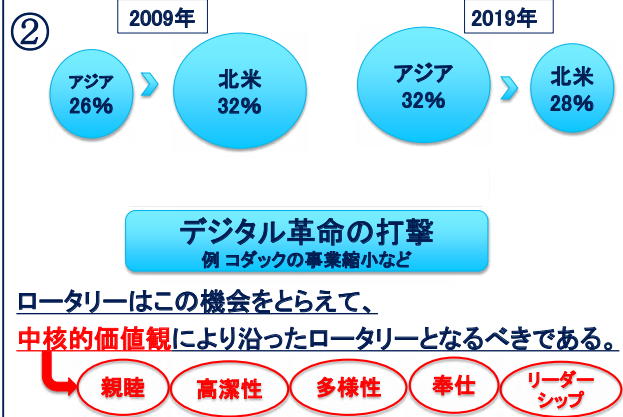 ②
2009年
2019年
アジア
26%
北米
32%
アジア
32%
北米
28%
デジタル革命の打撃
例 コダックの事業縮小など
ロータリーはこの機会をとらえて、
中核的価値観により沿ったロータリーとなるべきである。
親睦
高潔性
多様性
奉仕
リーダー
シップ